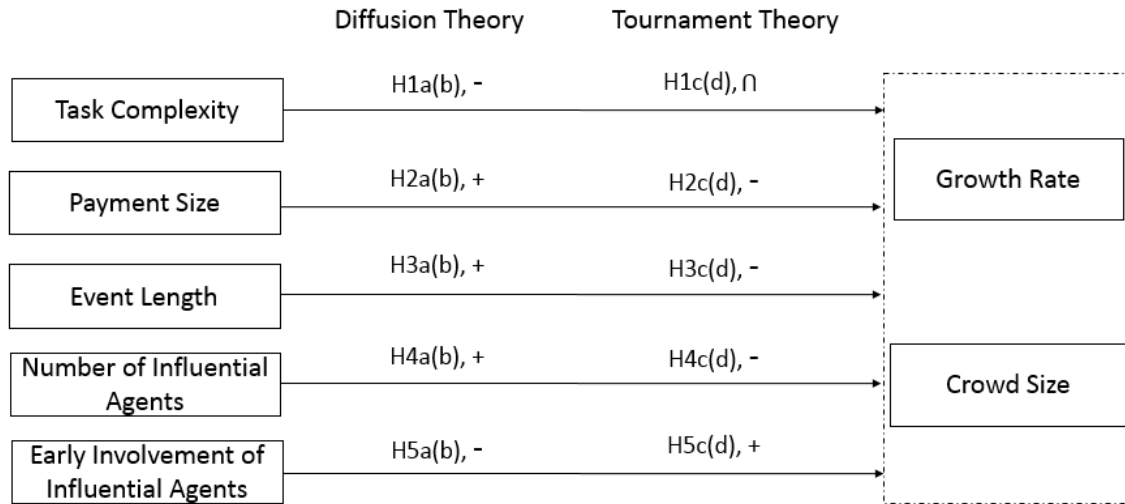 Diffusion Theory
Tournament Theory
H1a(b), -
H1c(d), ∩
Task Complexity
H2a(b), +
H2c(d), -
Payment Size
Growth Rate
H3a(b), +
H3c(d), -
Event Length
H4a(b), +
H4c(d), -
Number of Influential
Agents
Crowd Size
H5a(b), -
H5c(d), +
Early Involvement of
Influential Agents